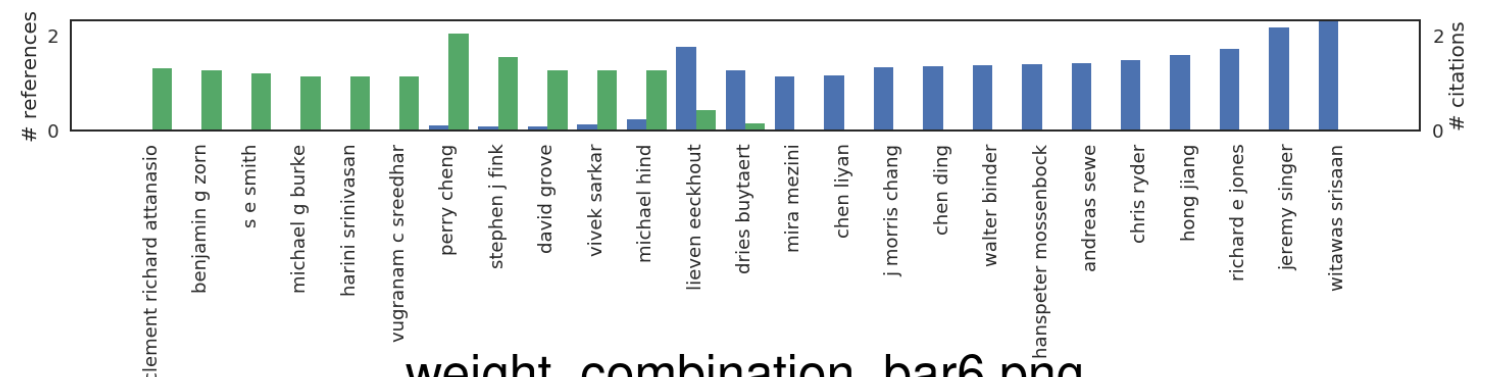 # references
2
0
2
0
# citations
clement richard attanasio
benjamin g zorn
s e smith
michael g burke
harini srinivasan
vugranam c sreedhar
perry cheng
stephen j fink
david grove
vivek sarkar
michael hind
lieven eeckhout
dries buytaert
mira mezini
chen liyan
j morris chang
chen ding
walter binder
hanspeter mossenbock
andreas sewe
chris ryder
hong jiang
richard e jones
jeremy singer
witawas srisaan
weight_combination_bar6.png